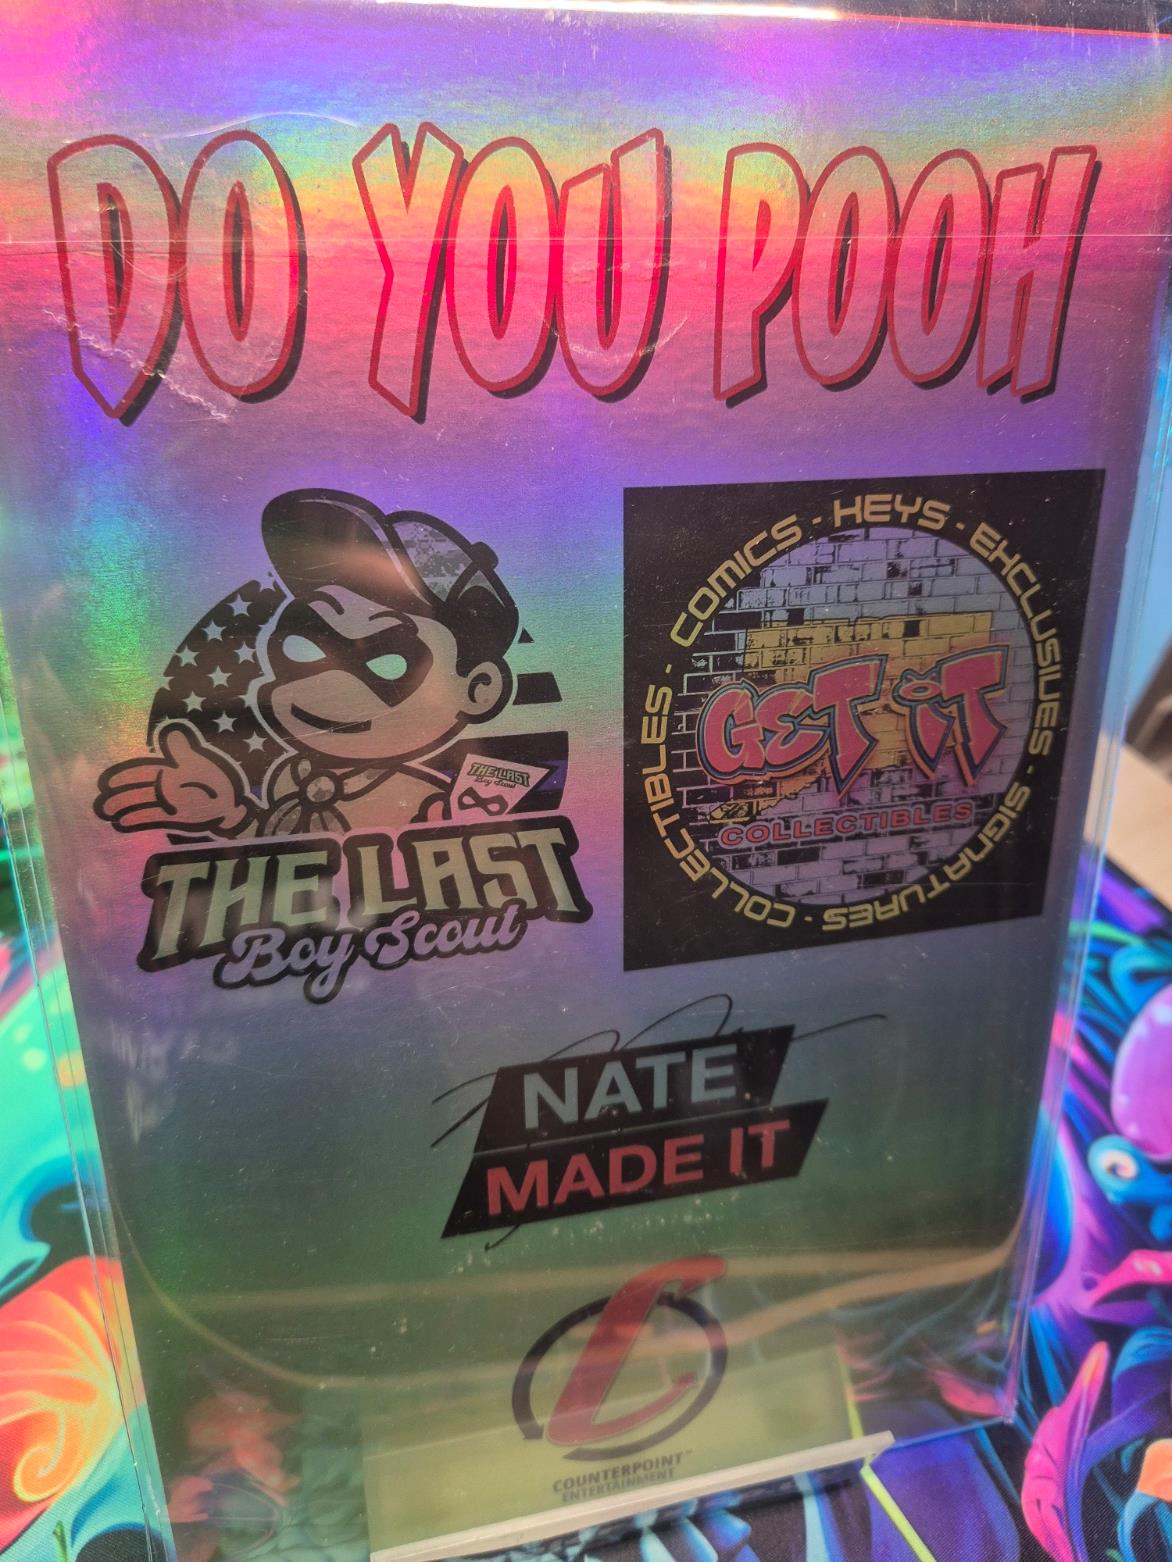 DO YOU POOH
THE LAST
Boy Scout
THE LAST
Boy Scout
COLLECTIBLES - COMICS - KEYS - EXCLUSIVES - SIGNATURES -
GET iT
COLLECTIBLES
NATE
MADE IT
C
COUNTERPOINT™
ENTERTAINMENT